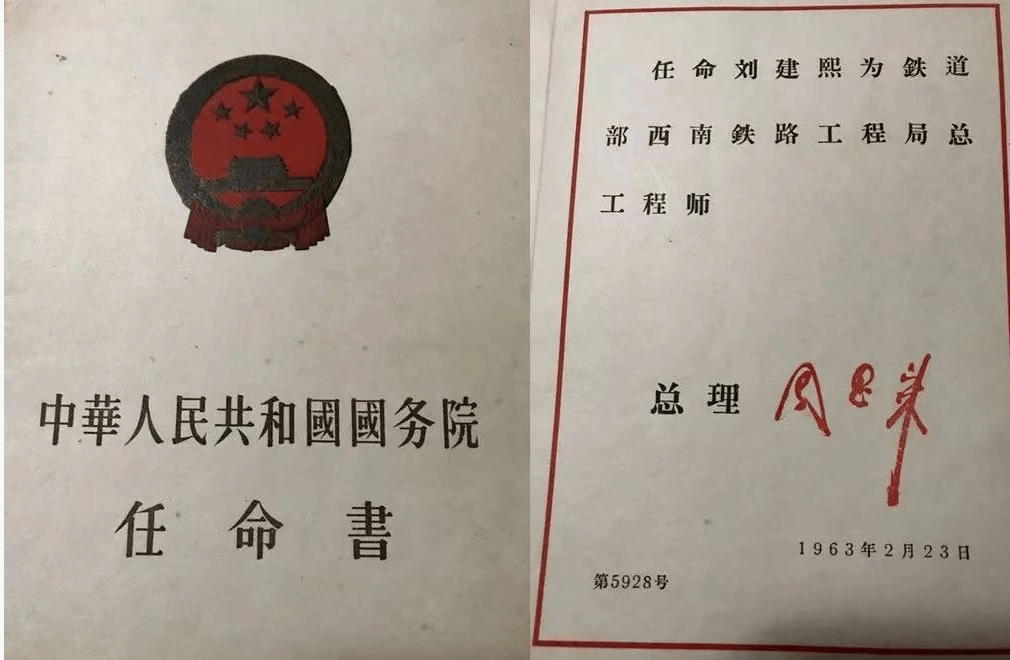 中華人民共和國國务院
任命書
任命刘建熙为鉄道
部西南鉄路工程局总
工程师
总理 周恩来
1963年2月23日
第5928号